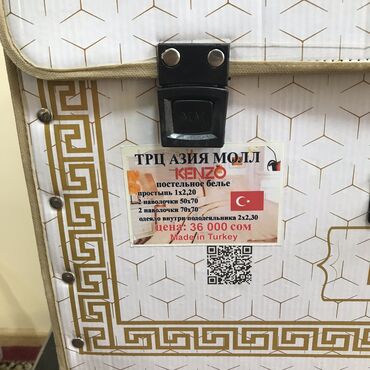 ТРЦ АЗИЯ МОЛЛ
KENZO
постельное белье
простынь 1х2,20
2 наволочки 50х70
2 наволочки 70х70
одеяло внутри пододеяльника 2х2,30
цена: 36 000 сом
Made in Turkey